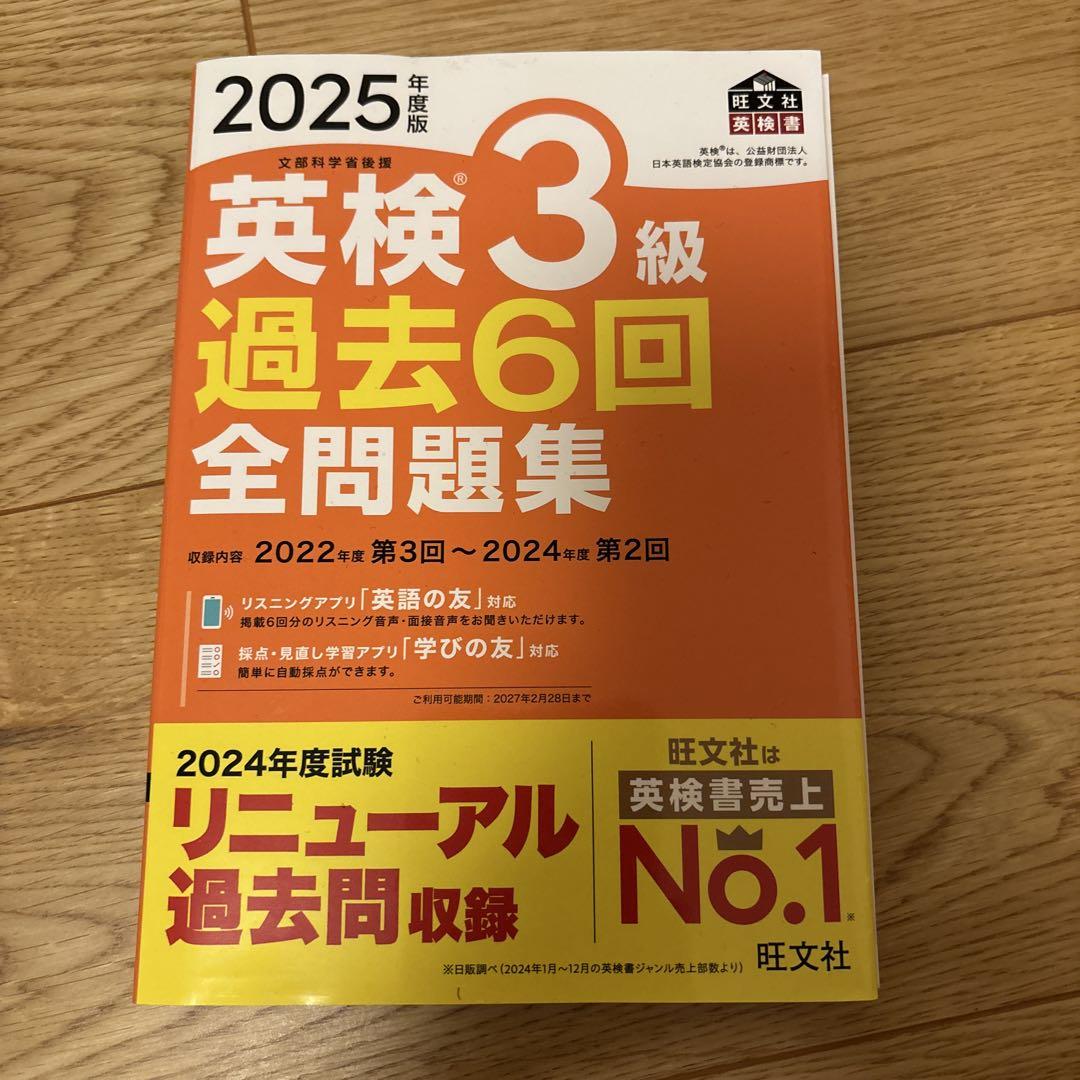 2025年度版
旺文社
英検書
英検®は、公益財団法人
日本英語検定協会の登録商標です。
文部科学省後援
英検®3級
過去6回
全問題集
収録内容 2022年度 第3回～2024年度 第2回
リスニングアプリ「英語の友」対応
掲載6回分のリスニング音声・面接音声をお聞きいただけます。
採点・見直し学習アプリ「学びの友」対応
簡単に自動採点ができます。
ご利用可能期間：2027年2月28日まで
2024年度試験
リニューアル
過去問収録
旺文社は
英検書売上
No.1※
※日販調べ（2024年1月～12月の英検書ジャンル売上部数より）
旺文社